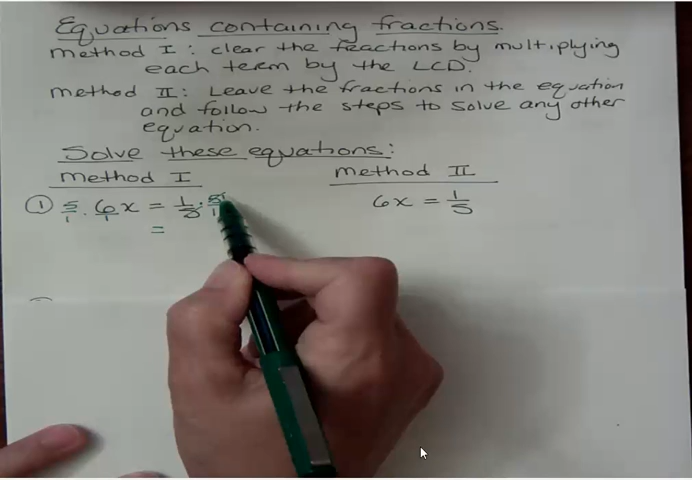 Equations containing fractions.
method I: clear the fractions by multiplying
each term by the LCD.
method II: Leave the fractions in the equation
and follow the steps to solve any other
equation.
Solve these equations:
method I
method II
① 5/1 · 6/1 x = 1/5 · 5/1
=
6x = 1/5